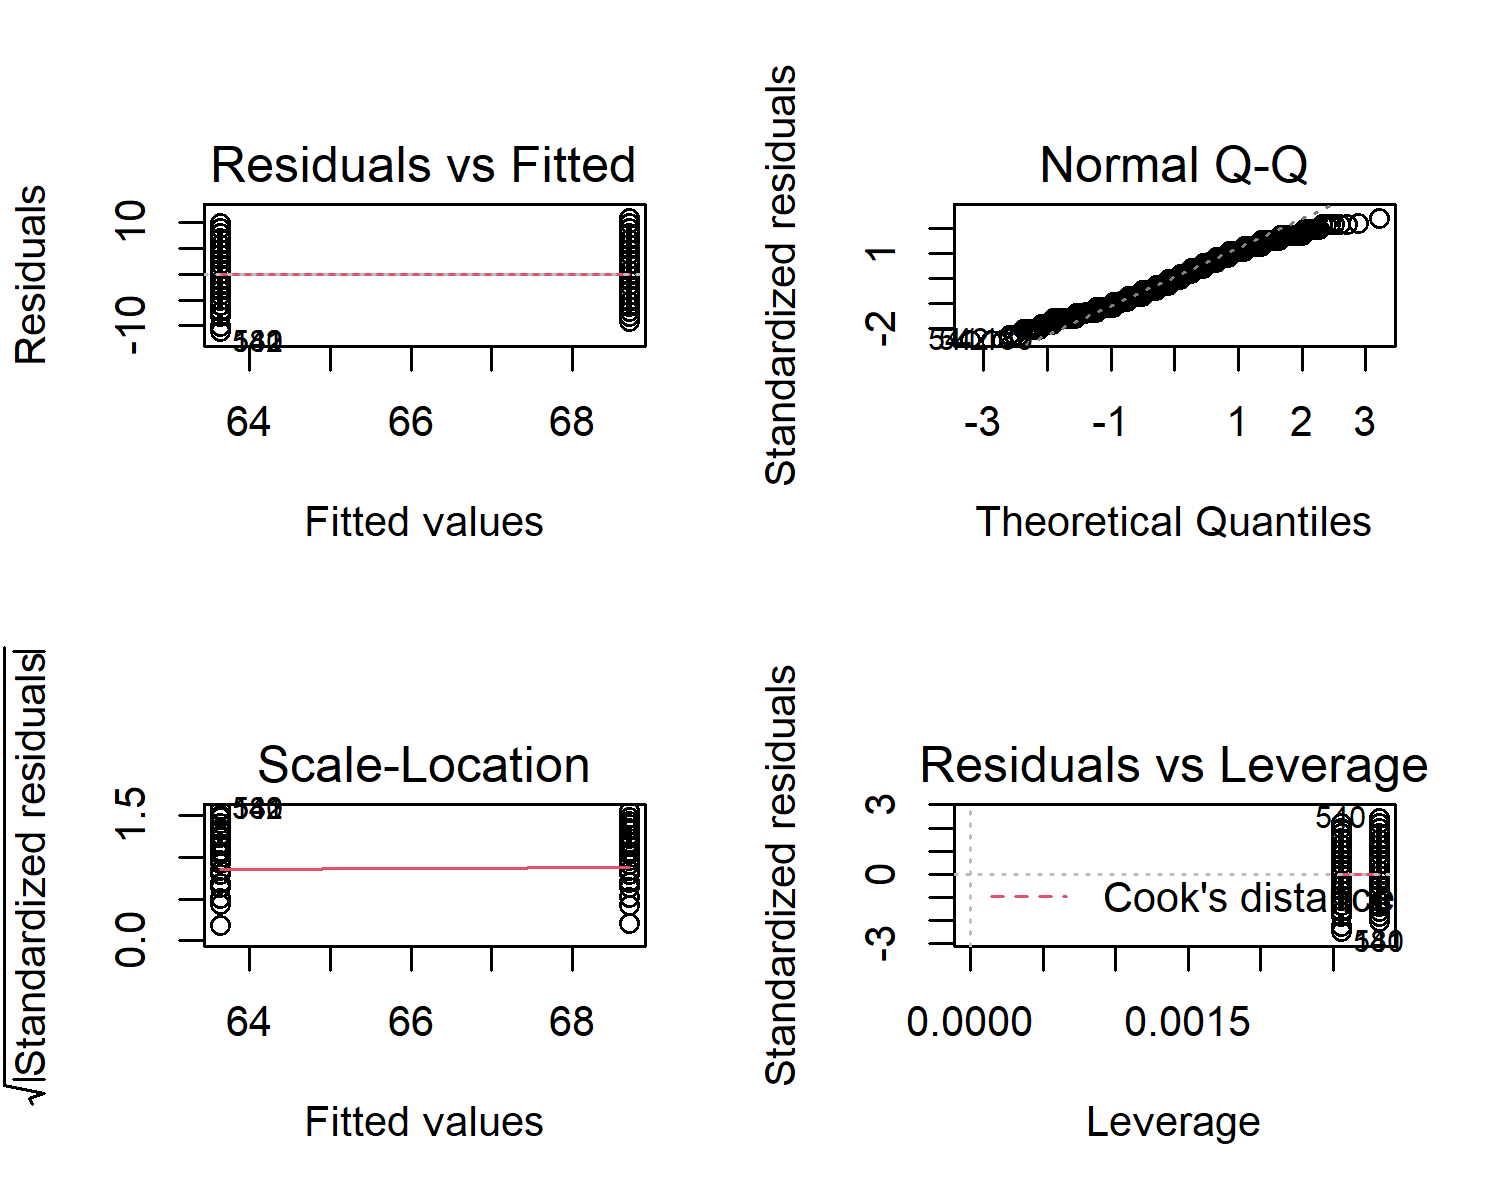 Residuals vs Fitted
Residuals
10
-10
64 66 68
Fitted values
Normal Q-Q
Standardized residuals
1
-2
-3 -1 1 2 3
Theoretical Quantiles
Scale-Location
√|Standardized residuals|
1.5
0.0
64 66 68
Fitted values
Residuals vs Leverage
Standardized residuals
3
0
-3
540
Cook's distance
0.0000 0.0015
Leverage